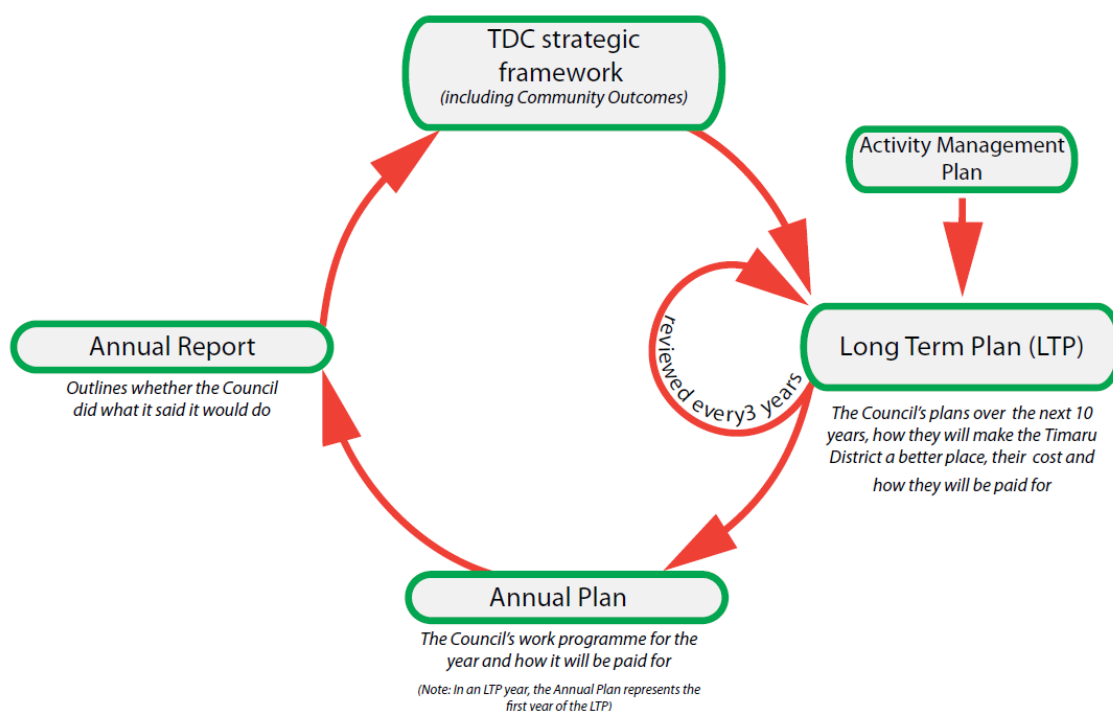 TDC strategic
framework
(including Community Outcomes)
Activity Management
Plan
Long Term Plan (LTP)
The Council's plans over the next 10
years, how they will make the Timaru
District a better place, their cost and
how they will be paid for
reviewed every3 years
Annual Report
Outlines whether the Council
did what it said it would do
Annual Plan
The Council's work programme for the
year and how it will be paid for
(Note: In an LTP year, the Annual Plan represents the
first year of the LTP)